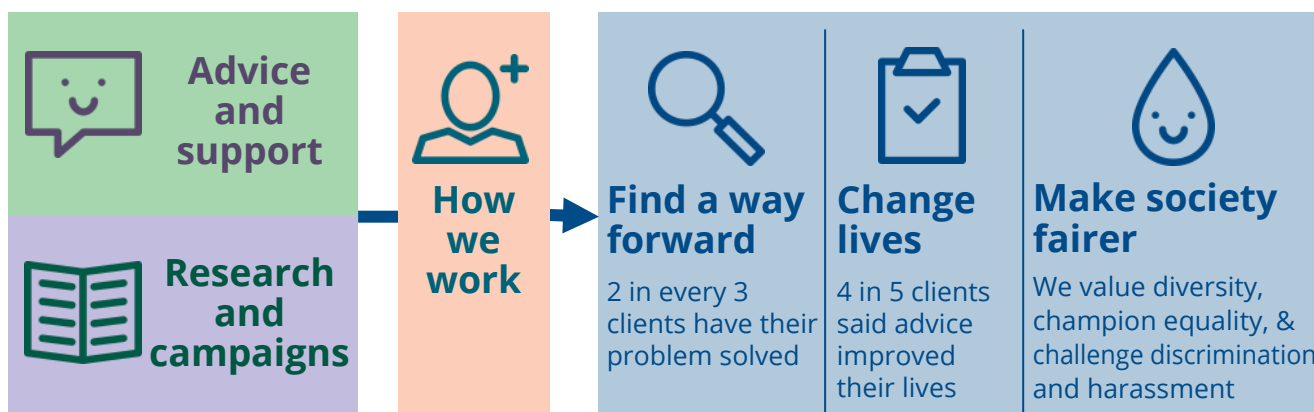 Advice
and
support
Research
and
campaigns
How
we
work
Find a way
forward
2 in every 3
clients have their
problem solved
Change
lives
4 in 5 clients
said advice
improved
their lives
Make society
fairer
We value diversity,
champion equality, &
challenge discrimination
and harassment